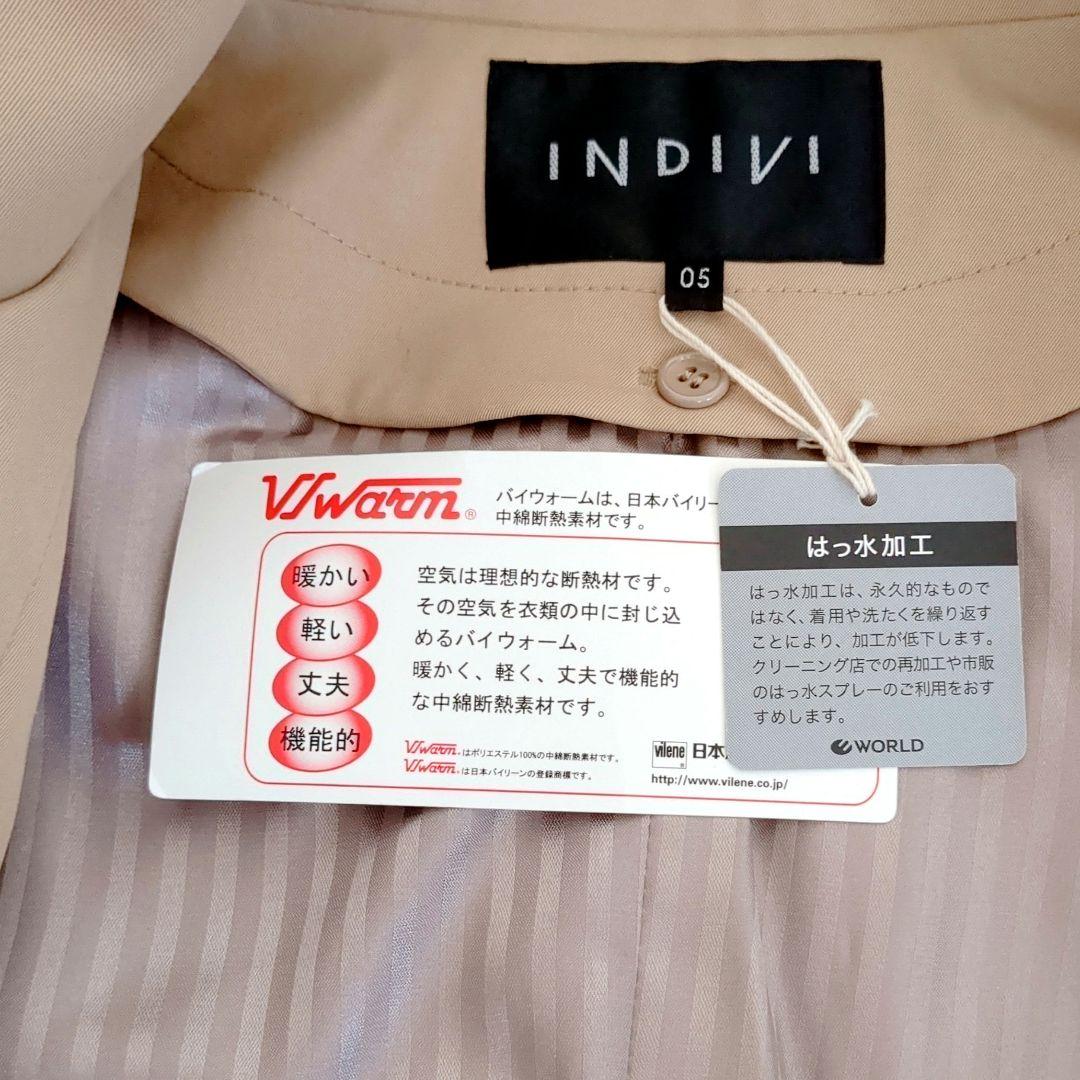 INDIVI
05
Viwarm®
バイウォームは、日本バイリー
中綿断熱素材です。
暖かい
軽い
丈夫
機能的
空気は理想的な断熱材です。
その空気を衣類の中に封じ込
めるバイウォーム。
暖かく、軽く、丈夫で機能的
な中綿断熱素材です。
Viwarm®はポリエステル100%の中綿断熱素材です。
Viwarm®は日本バイリーンの登録商標です。
vilene
日本
http://www.vilene.co.jp/
はっ水加工
はっ水加工は、永久的なもので
はなく、着用や洗たくを繰り返す
ことにより、加工が低下します。
クリーニング店での再加工や市販
のはっ水スプレーのご利用をおす
すめします。
WORLD